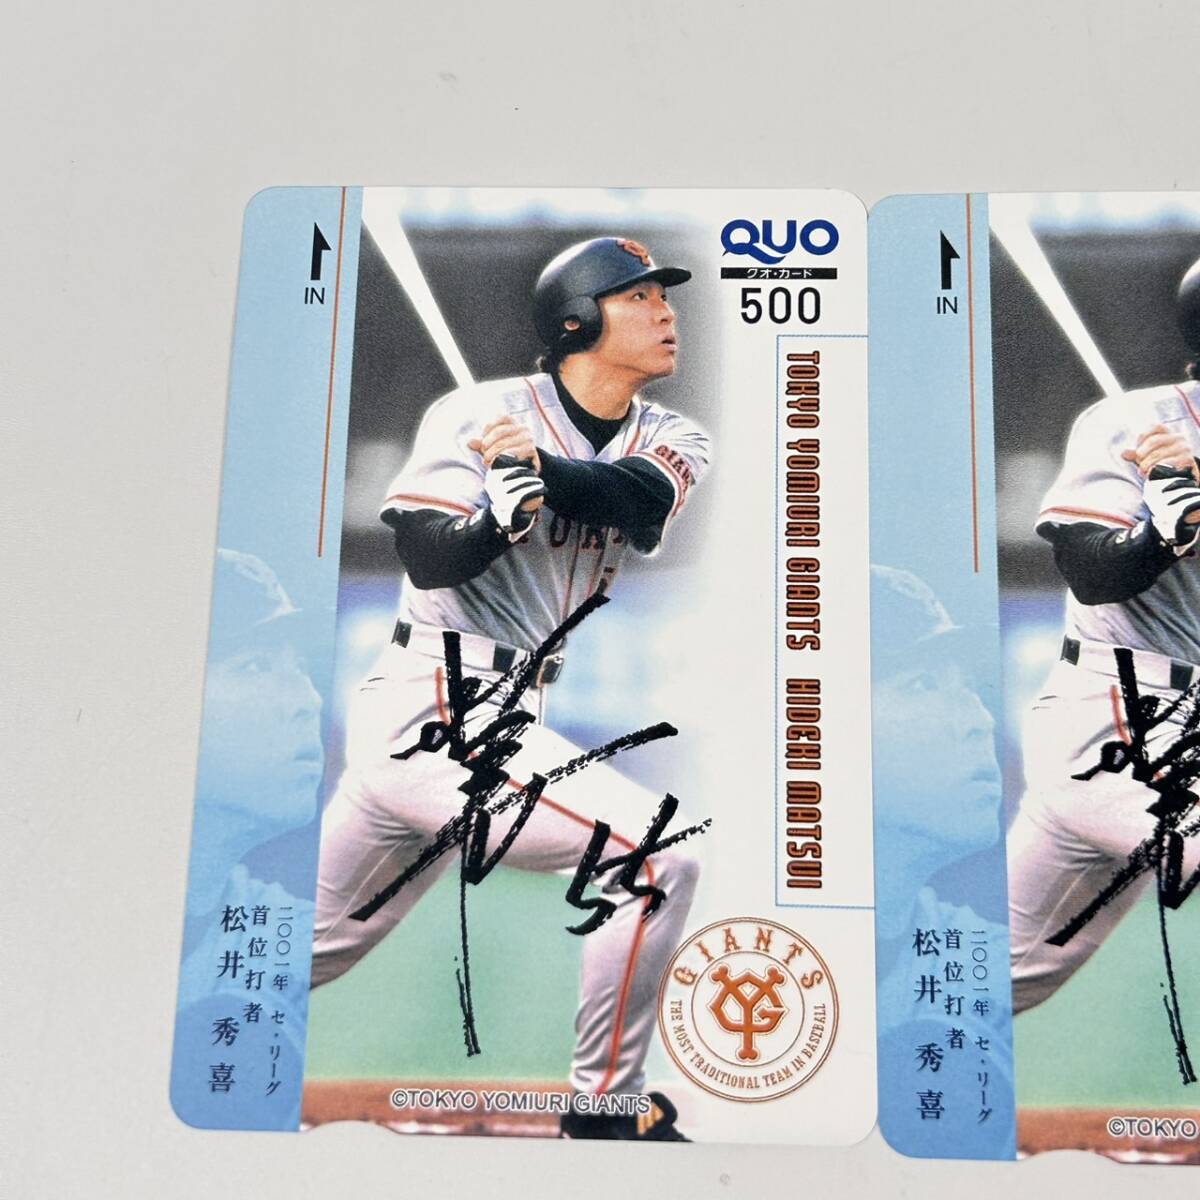 IN
QUO
クオ・カード
500
TOKYO YOMIURI GIANTS HIDEKI MATSUI
GIANTS
THE MOST TRADITIONAL TEAM IN BASEBALL
二〇〇一年 セ・リーグ
首位打者
松井 秀喜
©TOKYO YOMIURI GIANTS
IN
二〇〇一年 セ・リーグ
首位打者
松井 秀喜
©TOKYO